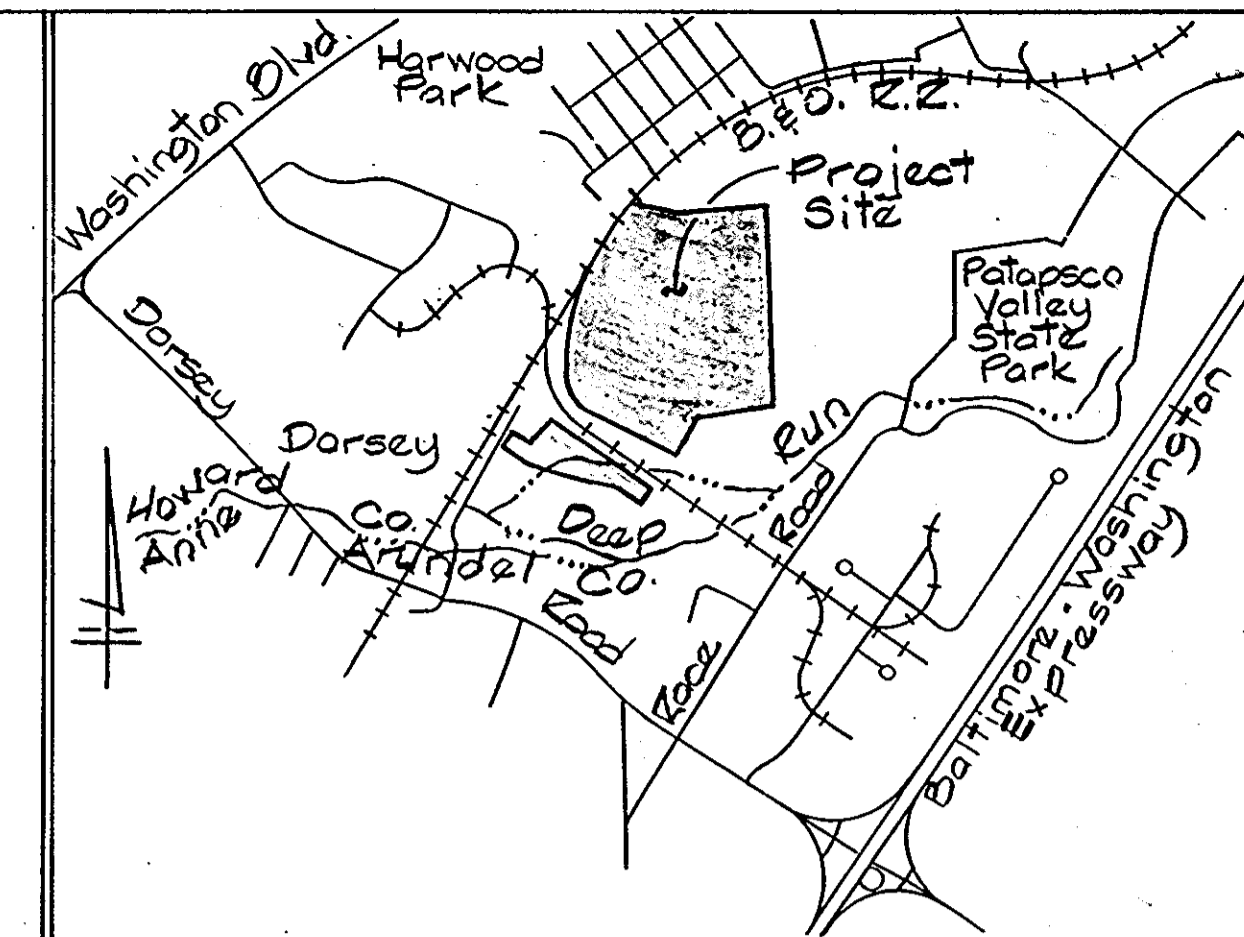 Washington Blvd.
Harwood
Park
B. & O. R.R.
Project
Site
Patapsco
Valley
State
Park
Dorsey
Road
Dorsey
Howard Co.
Anne Arundel Co.
Deep Run
Race Road
Baltimore - Washington
Expressway